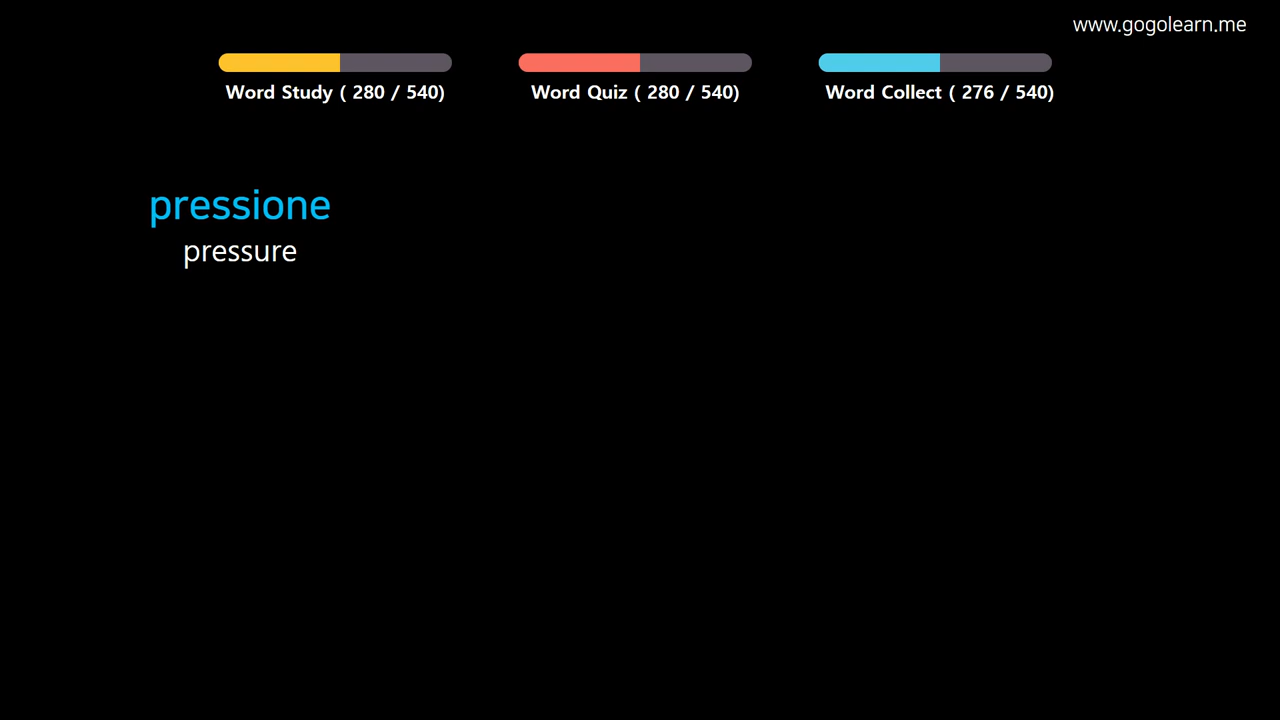 www.gogolearn.me
Word Study ( 280 / 540)
Word Quiz ( 280 / 540)
Word Collect ( 276 / 540)
pressione
pressure